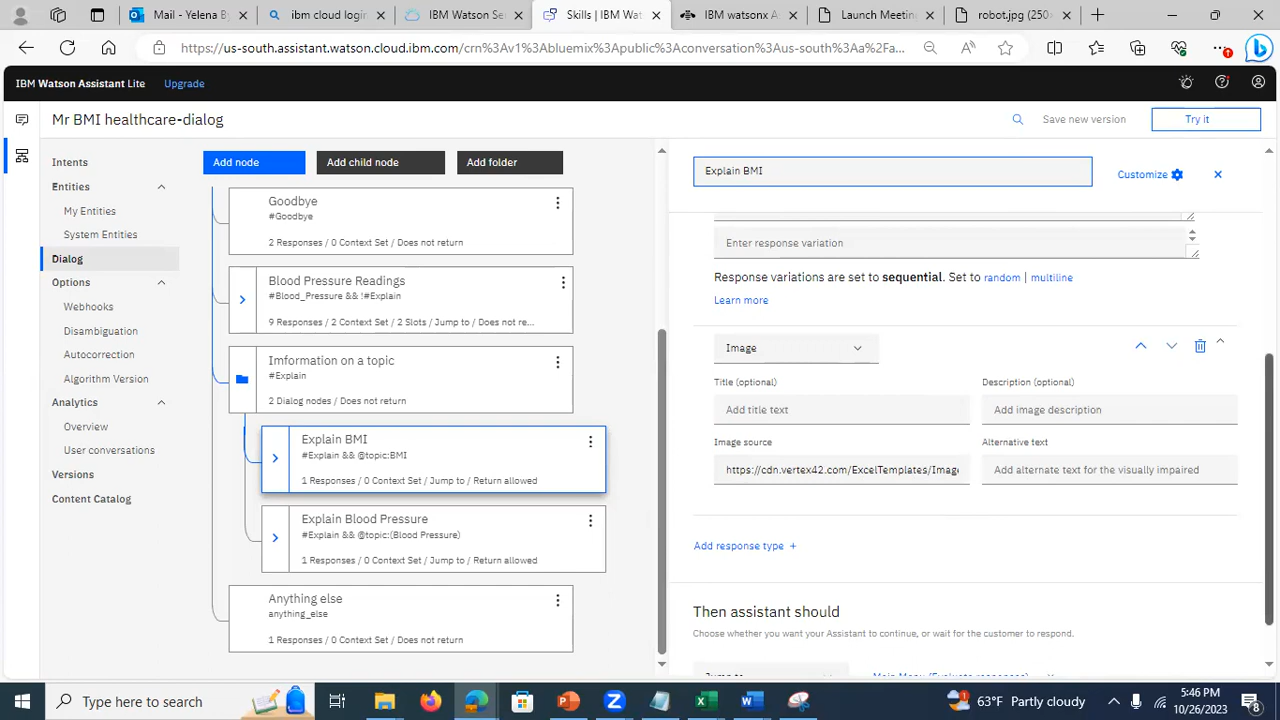 Mail - Yelena B
ibm cloud login
IBM Watson Se
Skills | IBM Wat
IBM watsonx A
Launch Meetin
robot.jpg (250×
https://us-south.assistant.watson.cloud.ibm.com/crn%3Av1%3Abluemix%3Apublic%3Aconversation%3Aus-south%3Aa%2Fa...
IBM Watson Assistant Lite
Upgrade
Mr BMI healthcare-dialog
Save new version
Try it
Intents
Entities
My Entities
System Entities
Dialog
Options
Webhooks
Disambiguation
Autocorrection
Algorithm Version
Analytics
Overview
User conversations
Versions
Content Catalog
Add node
Add child node
Add folder
Goodbye
#Goodbye
2 Responses / 0 Context Set / Does not return
Blood Pressure Readings
#Blood_Pressure && !#Explain
9 Responses / 2 Context Set / 2 Slots / Jump to / Does not re...
Imformation on a topic
#Explain
2 Dialog nodes / Does not return
Explain BMI
#Explain && @topic:BMI
1 Responses / 0 Context Set / Jump to / Return allowed
Explain Blood Pressure
#Explain && @topic:(Blood Pressure)
1 Responses / 0 Context Set / Jump to / Return allowed
Anything else
anything_else
1 Responses / 0 Context Set / Does not return
Explain BMI
Customize
Enter response variation
Response variations are set to sequential. Set to random | multiline
Learn more
Image
Title (optional)
Description (optional)
Add title text
Add image description
Image source
Alternative text
https://cdn.vertex42.com/ExcelTemplates/Image
Add alternate text for the visually impaired
Add response type +
Then assistant should
Choose whether you want your Assistant to continue, or wait for the customer to respond.
Jump to
Main Menu (Evaluate responses)
Type here to search
63°F Partly cloudy
5:46 PM
10/26/2023
8